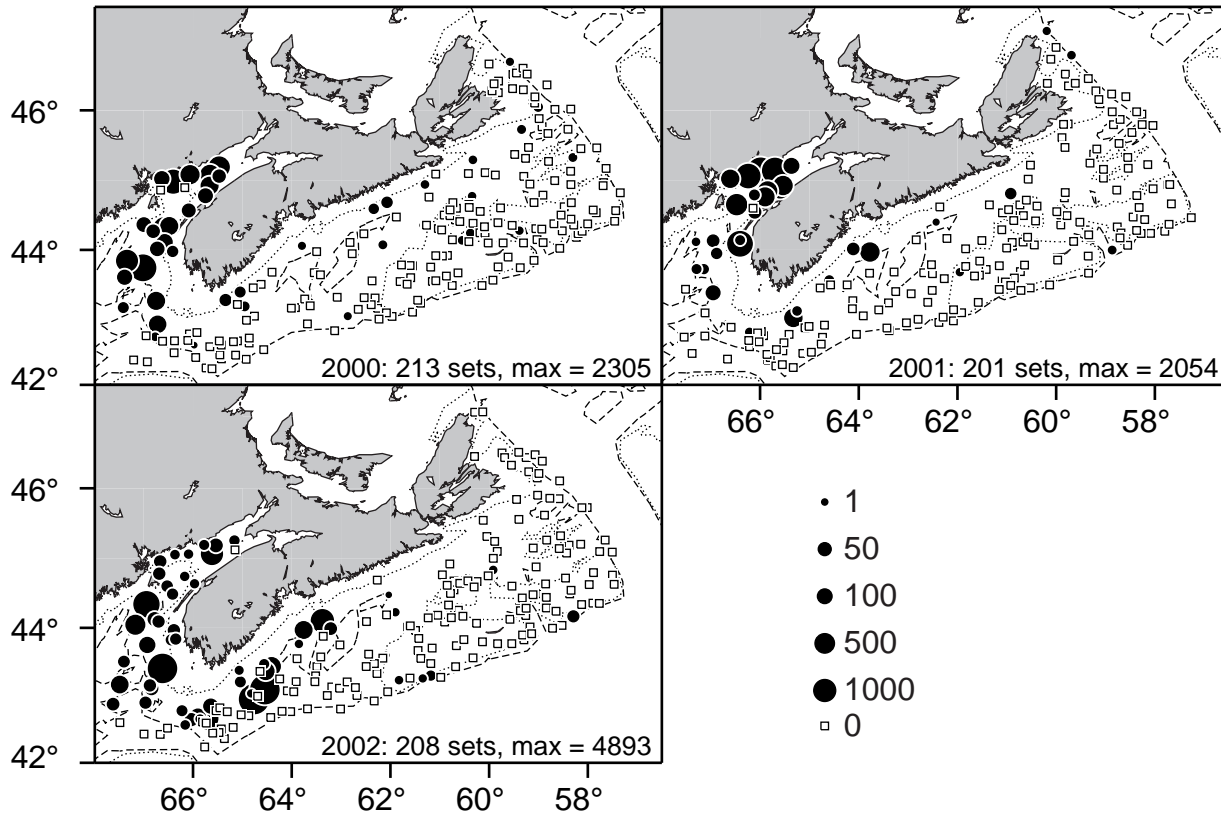 46°
44°
42°
2000: 213 sets, max = 2305
2001: 201 sets, max = 2054
66° 64° 62° 60° 58°
46°
44°
42°
2002: 208 sets, max = 4893
66° 64° 62° 60° 58°
1
50
100
500
1000
0